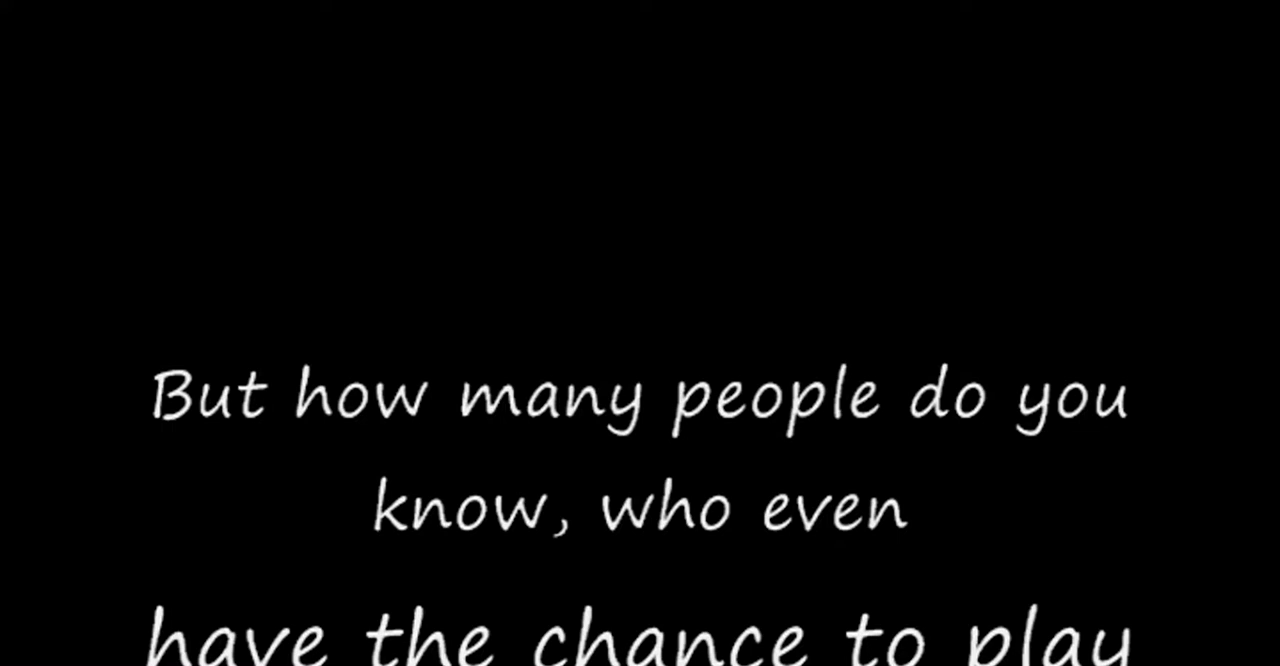 But how many people do you
know, who even
have the chance to play